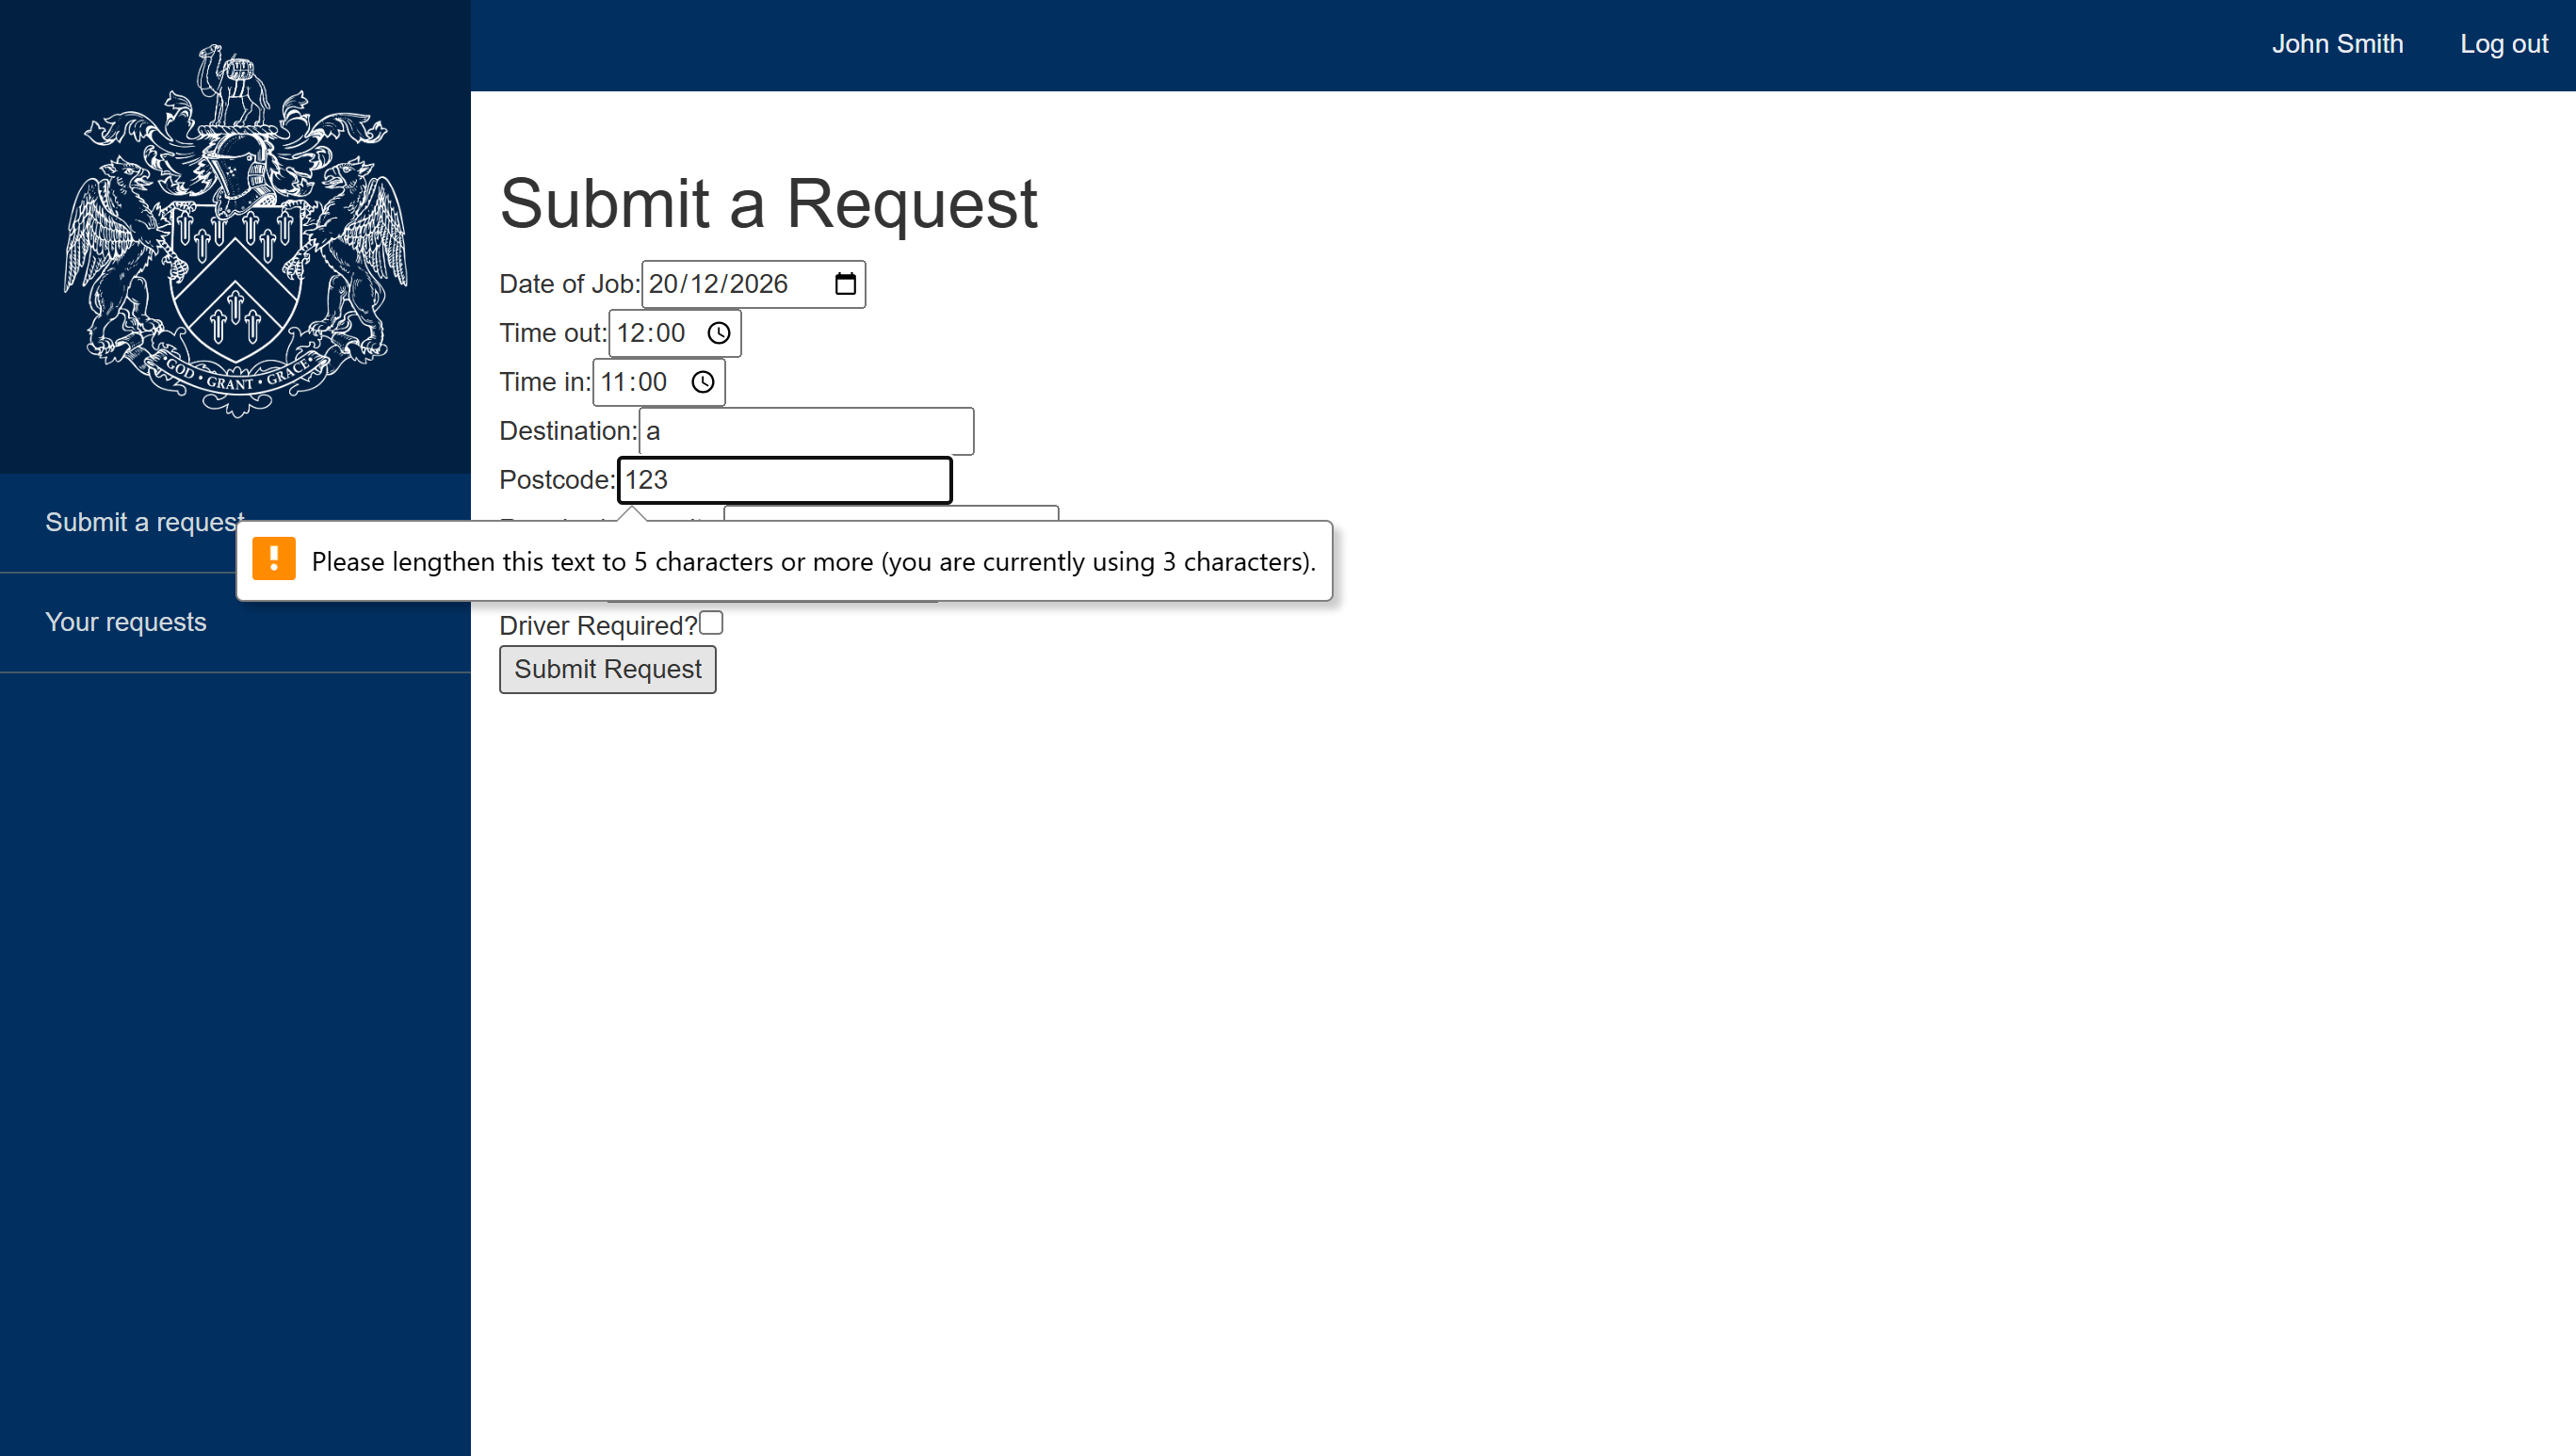 John Smith Log out
GOD · GRANT · GRACE
Submit a Request
Date of Job: 20/12/2026
Time out: 12:00
Time in: 11:00
Destination: a
Postcode: 123
Submit a request
Please lengthen this text to 5 characters or more (you are currently using 3 characters).
Your requests
Driver Required?
Submit Request